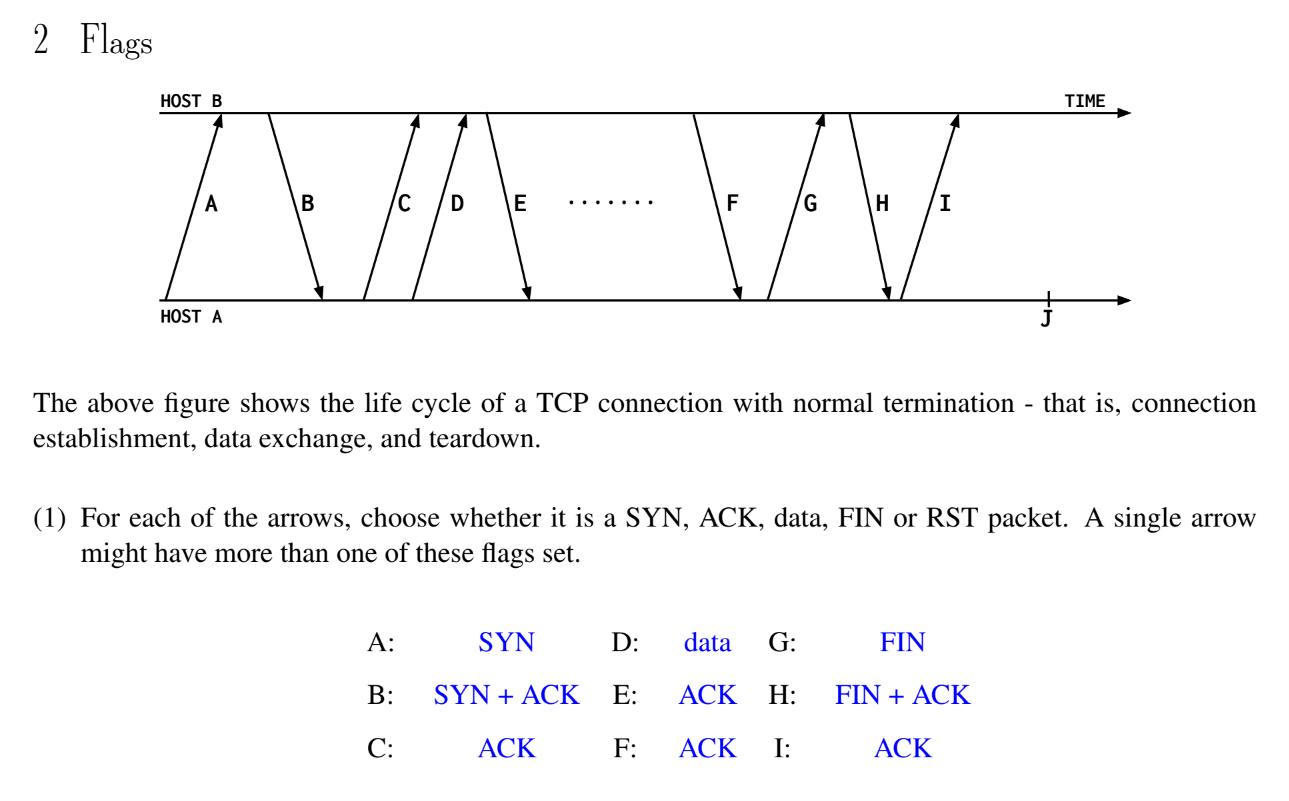 2 Flags
HOST B
TIME
A B C D E ....... F G H I
HOST A
J
The above figure shows the life cycle of a TCP connection with normal termination - that is, connection
establishment, data exchange, and teardown.
(1) For each of the arrows, choose whether it is a SYN, ACK, data, FIN or RST packet. A single arrow
might have more than one of these flags set.
A: SYN D: data G: FIN
B: SYN + ACK E: ACK H: FIN + ACK
C: ACK F: ACK I: ACK